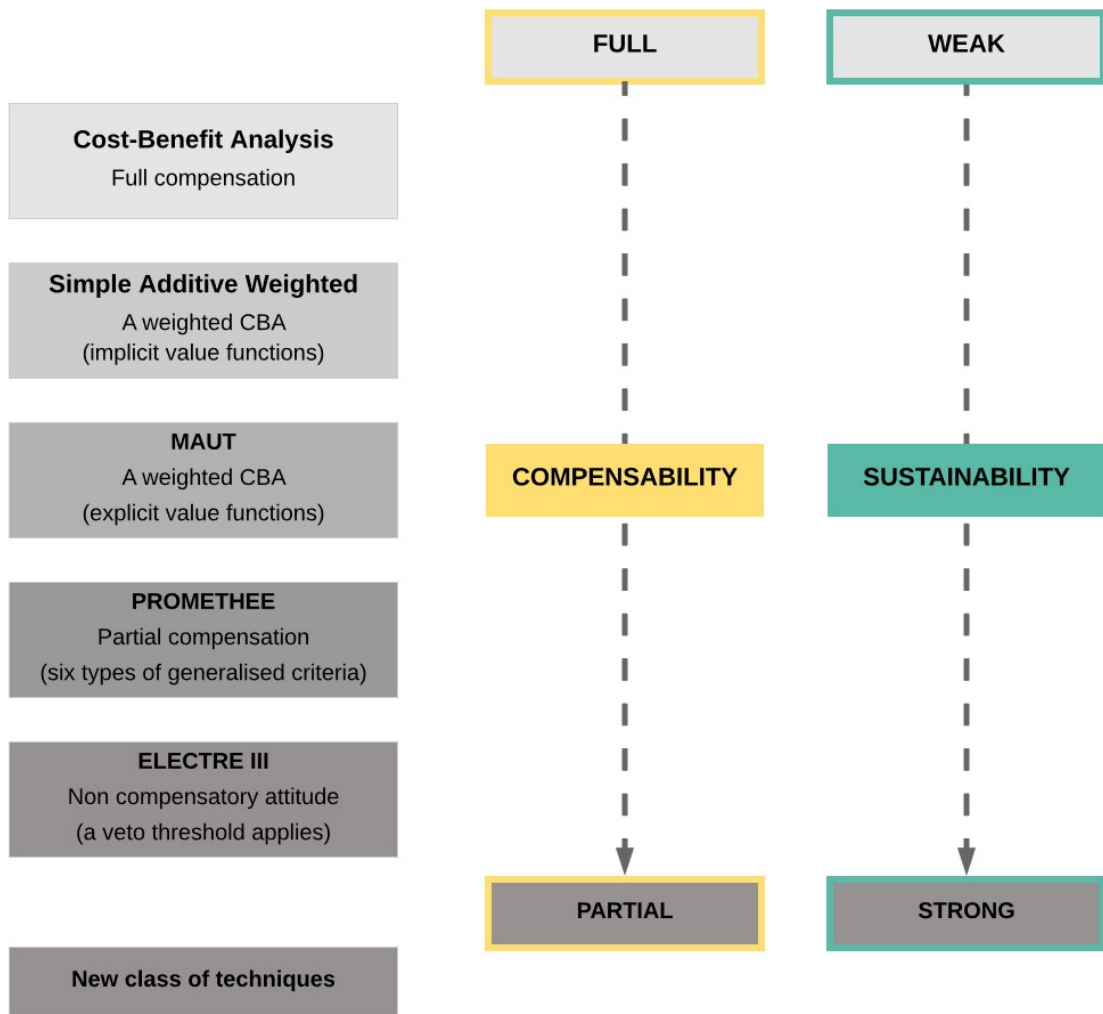 FULL
WEAK
Cost-Benefit Analysis
Full compensation
Simple Additive Weighted
A weighted CBA
(implicit value functions)
MAUT
A weighted CBA
(explicit value functions)
COMPENSABILITY
SUSTAINABILITY
PROMETHEE
Partial compensation
(six types of generalised criteria)
ELECTRE III
Non compensatory attitude
(a veto threshold applies)
PARTIAL
STRONG
New class of techniques